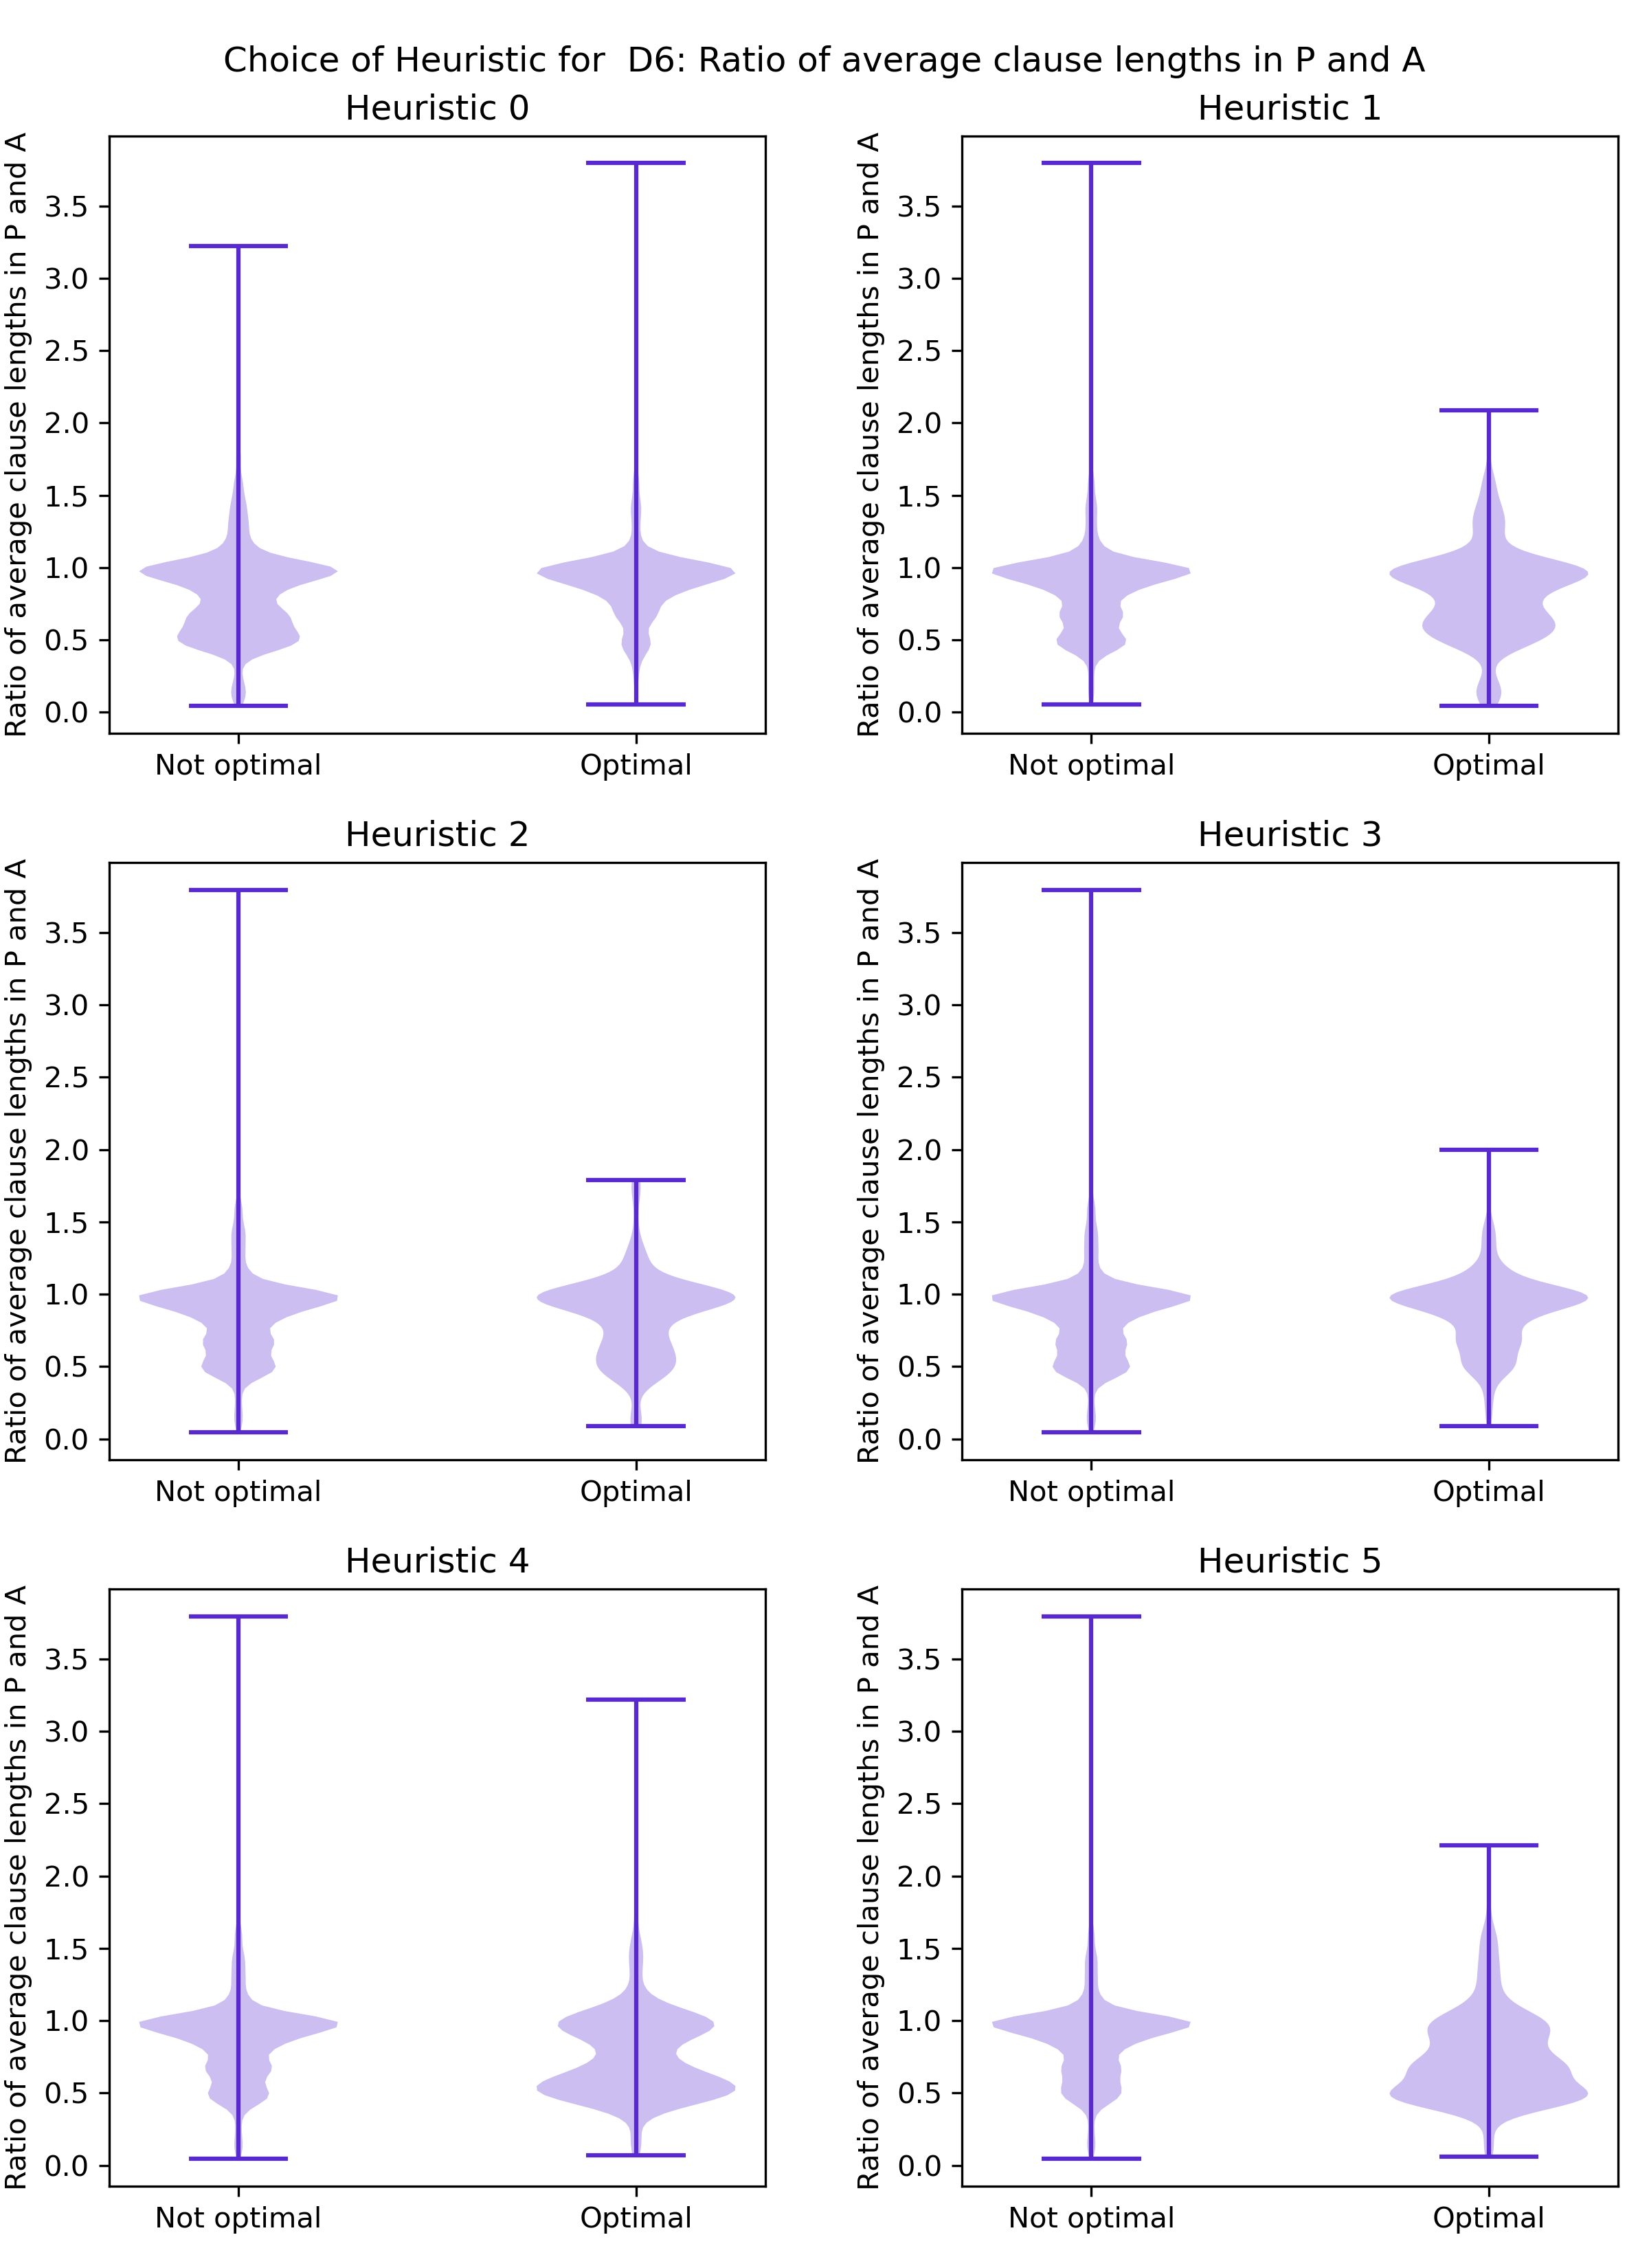 Choice of Heuristic for  D6: Ratio of average clause lengths in P and A
Heuristic 0
Ratio of average clause lengths in P and A
3.5
3.0
2.5
2.0
1.5
1.0
0.5
0.0
Not optimal
Optimal
Heuristic 1
Ratio of average clause lengths in P and A
3.5
3.0
2.5
2.0
1.5
1.0
0.5
0.0
Not optimal
Optimal
Heuristic 2
Ratio of average clause lengths in P and A
3.5
3.0
2.5
2.0
1.5
1.0
0.5
0.0
Not optimal
Optimal
Heuristic 3
Ratio of average clause lengths in P and A
3.5
3.0
2.5
2.0
1.5
1.0
0.5
0.0
Not optimal
Optimal
Heuristic 4
Ratio of average clause lengths in P and A
3.5
3.0
2.5
2.0
1.5
1.0
0.5
0.0
Not optimal
Optimal
Heuristic 5
Ratio of average clause lengths in P and A
3.5
3.0
2.5
2.0
1.5
1.0
0.5
0.0
Not optimal
Optimal